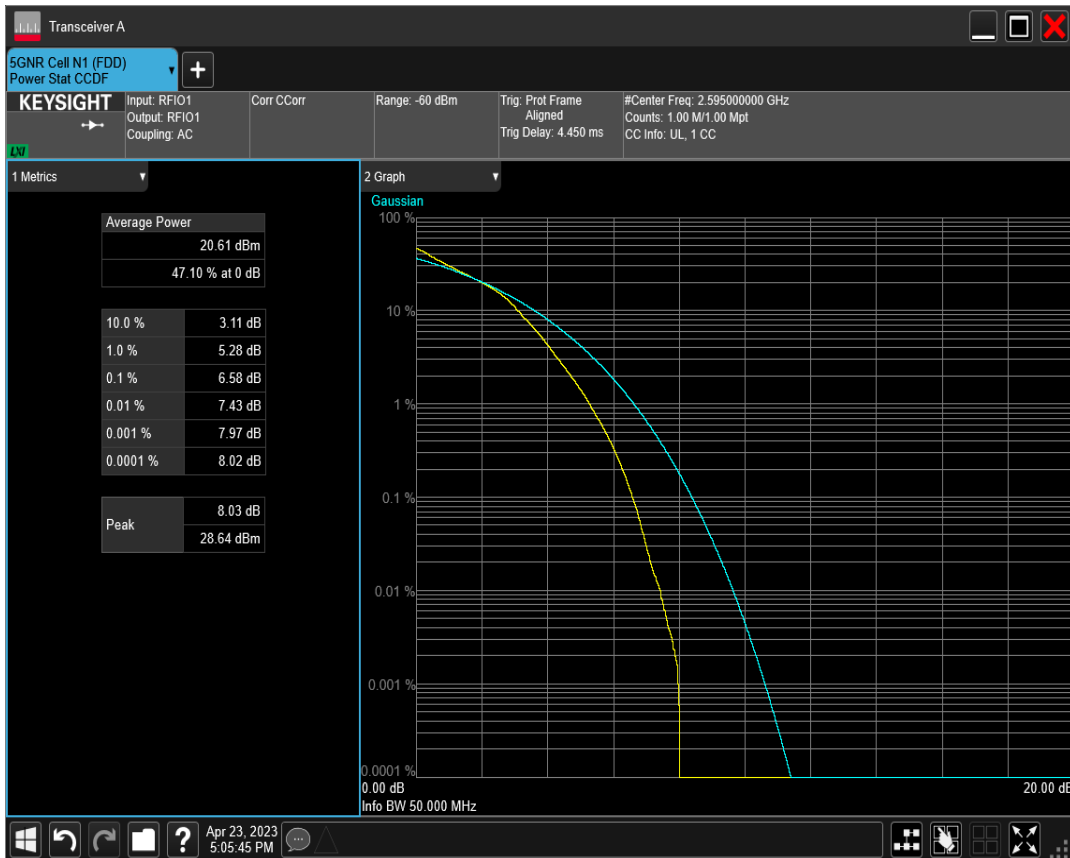 Transceiver A
5GNR Cell N1 (FDD)
Power Stat CCDF
+
KEYSIGHT
LXI
Input: RFIO1
Output: RFIO1
Coupling: AC
Corr CCorr
Range: -60 dBm
Trig: Prot Frame
Aligned
Trig Delay: 4.450 ms
#Center Freq: 2.595000000 GHz
Counts: 1.00 M/1.00 Mpt
CC Info: UL, 1 CC
1 Metrics
Average Power
20.61 dBm
47.10 % at 0 dB
10.0 % 3.11 dB
1.0 % 5.28 dB
0.1 % 6.58 dB
0.01 % 7.43 dB
0.001 % 7.97 dB
0.0001 % 8.02 dB
Peak
8.03 dB
28.64 dBm
2 Graph
Gaussian
100 %
10 %
1 %
0.1 %
0.01 %
0.001 %
0.0001 %
0.00 dB 20.00 dB
Info BW 50.000 MHz
?
Apr 23, 2023
5:05:45 PM